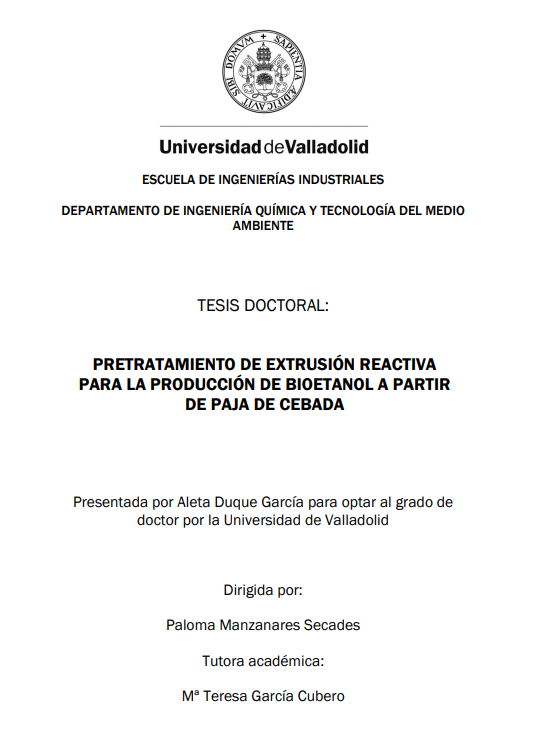 SIBI DOMVM SAPIENTIA ÆDIFICAVIT
Universidad de Valladolid
ESCUELA DE INGENIERÍAS INDUSTRIALES
DEPARTAMENTO DE INGENIERÍA QUÍMICA Y TECNOLOGÍA DEL MEDIO
AMBIENTE
TESIS DOCTORAL:
PRETRATAMIENTO DE EXTRUSIÓN REACTIVA
PARA LA PRODUCCIÓN DE BIOETANOL A PARTIR
DE PAJA DE CEBADA
Presentada por Aleta Duque García para optar al grado de
doctor por la Universidad de Valladolid
Dirigida por:
Paloma Manzanares Secades
Tutora académica:
Mª Teresa García Cubero